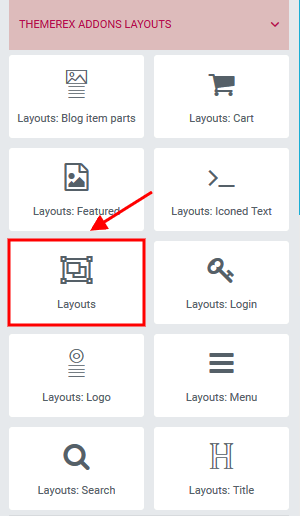 THEMEREX ADDONS LAYOUTS
Layouts: Blog item parts
Layouts: Cart
Layouts: Featured
Layouts: Iconed Text
Layouts
Layouts: Login
Layouts: Logo
Layouts: Menu
Layouts: Search
Layouts: Title